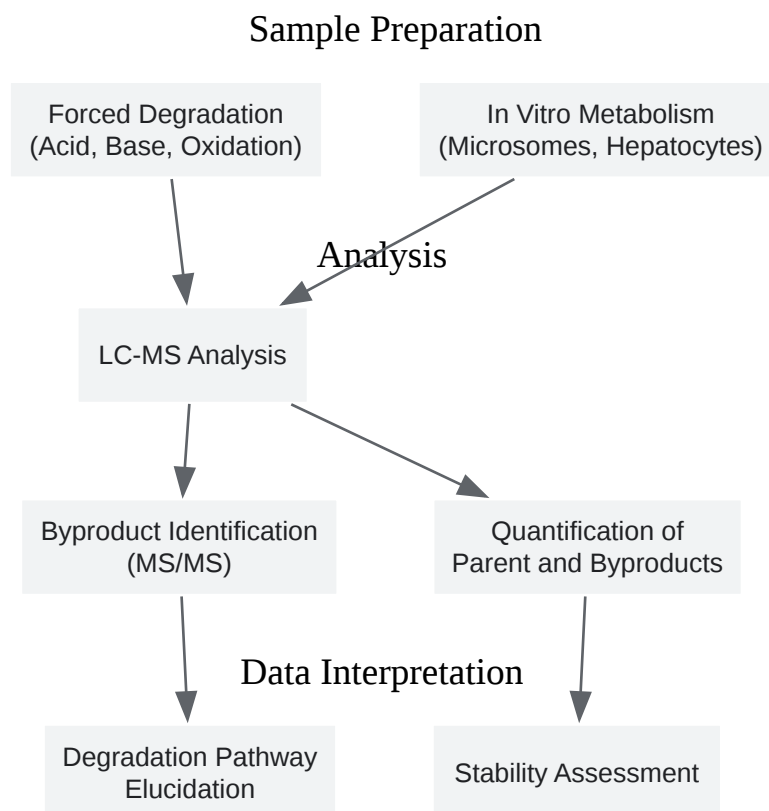 Sample Preparation
Forced Degradation
(Acid, Base, Oxidation)
In Vitro Metabolism
(Microsomes, Hepatocytes)
Analysis
LC-MS Analysis
Byproduct Identification
(MS/MS)
Quantification of
Parent and Byproducts
Data Interpretation
Degradation Pathway
Elucidation
Stability Assessment